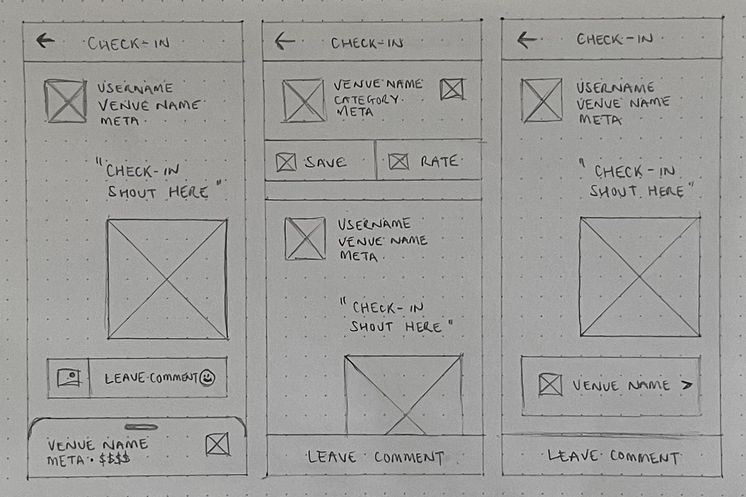 ← CHECK-IN
USERNAME
VENUE NAME
META
"CHECK-IN
SHOUT HERE"
LEAVE COMMENT
VENUE NAME
META • $$$$
← CHECK-IN
VENUE NAME
CATEGORY
META
SAVE
RATE
USERNAME
VENUE NAME
META
"CHECK-IN
SHOUT HERE"
LEAVE COMMENT
← CHECK-IN
USERNAME
VENUE NAME
META
"CHECK-IN
SHOUT HERE"
VENUE NAME >
LEAVE COMMENT